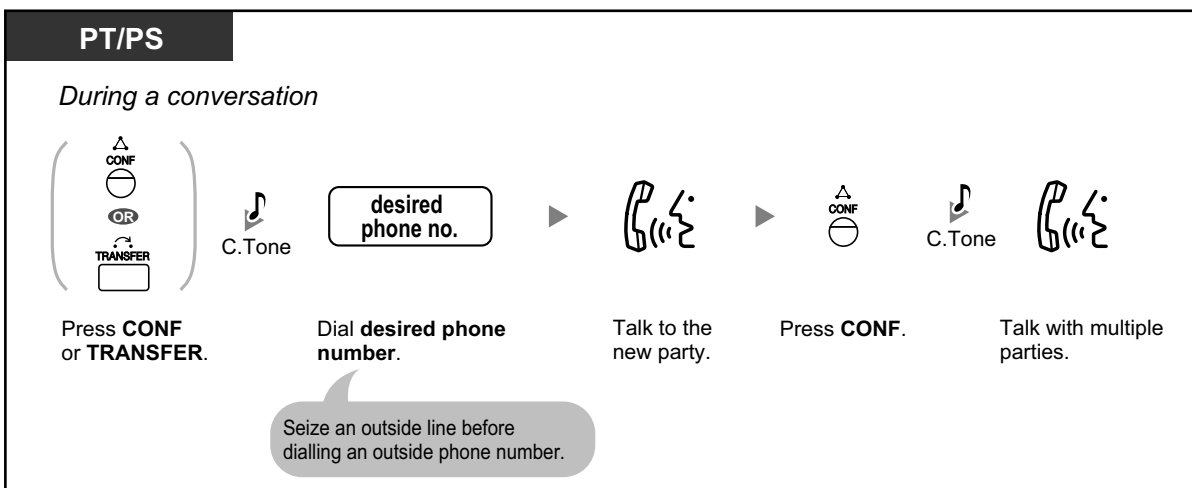 PT/PS
During a conversation
CONF
OR
TRANSFER
C.Tone
desired
phone no.
CONF
C.Tone
Press CONF
or TRANSFER.
Dial desired phone
number.
Talk to the
new party.
Press CONF.
Talk with multiple
parties.
Seize an outside line before
dialling an outside phone number.